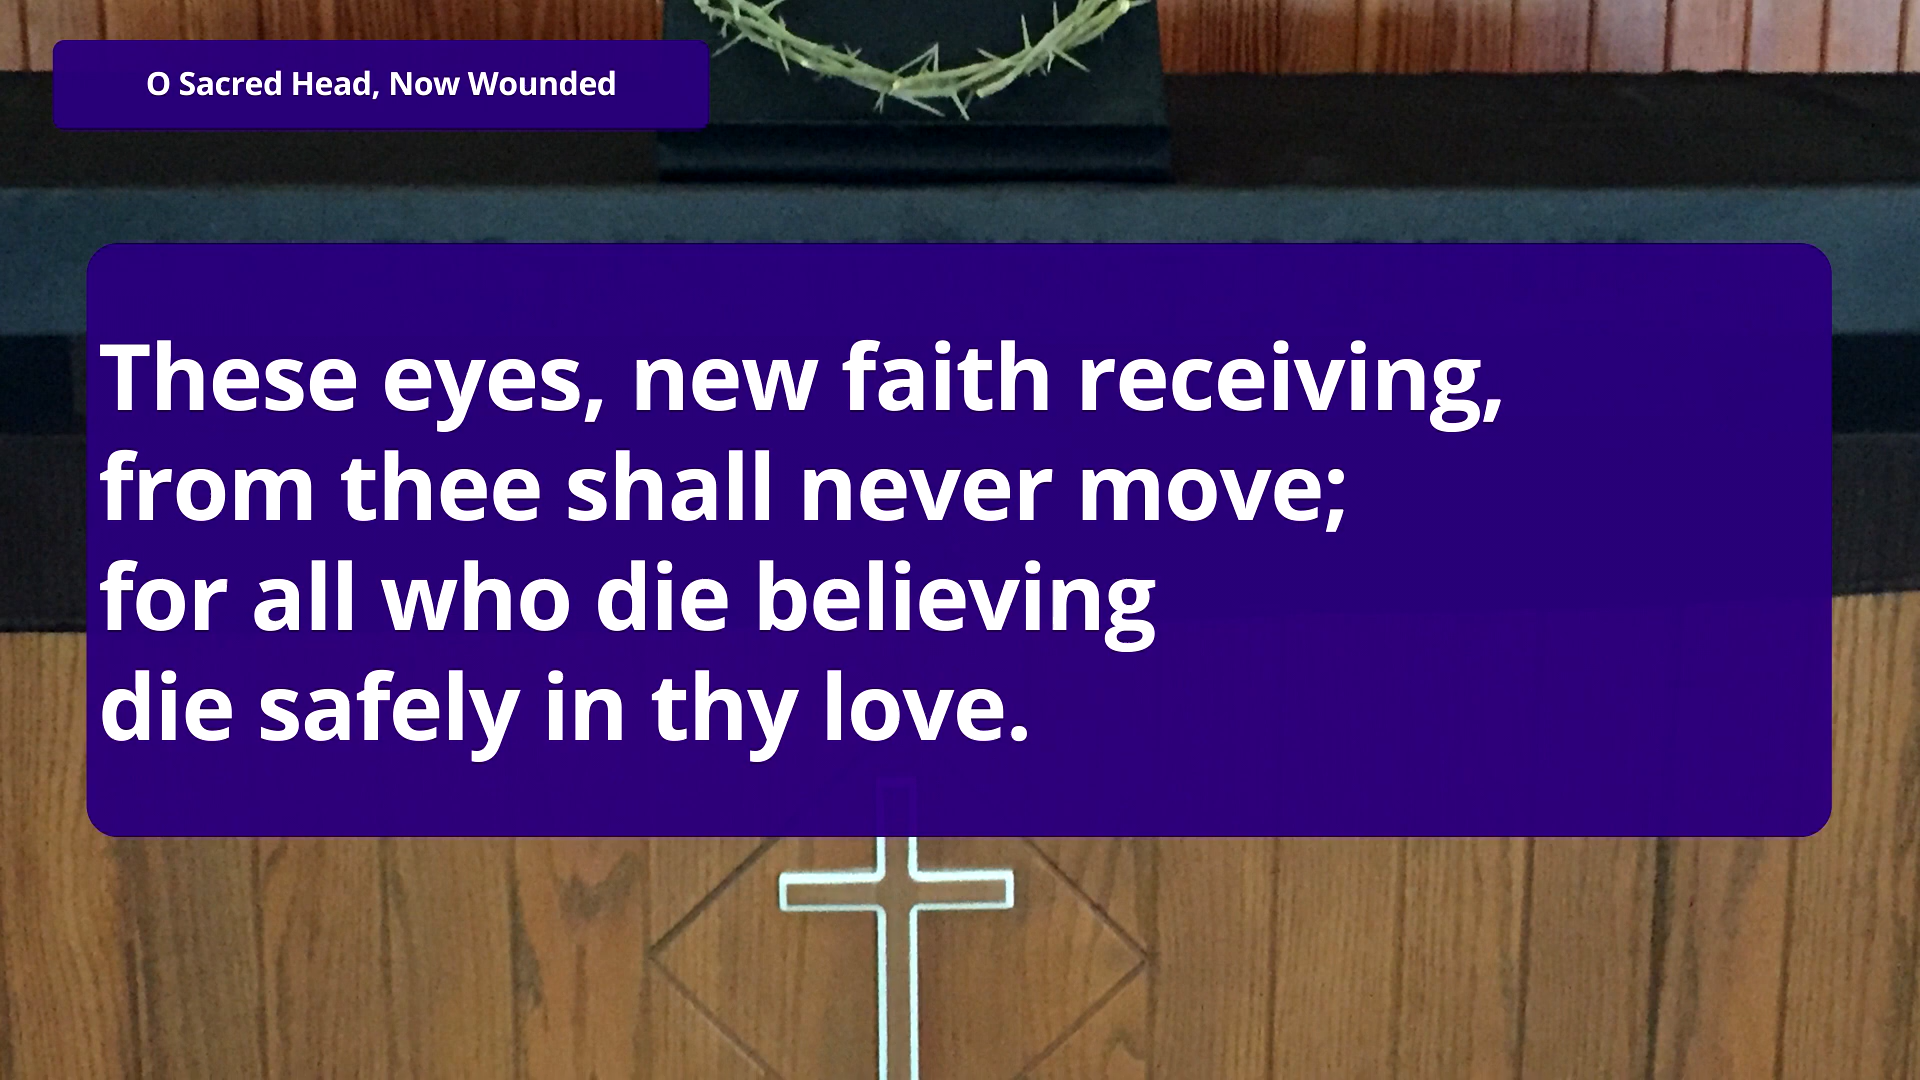 O Sacred Head, Now Wounded
These eyes, new faith receiving,
from thee shall never move;
for all who die believing
die safely in thy love.